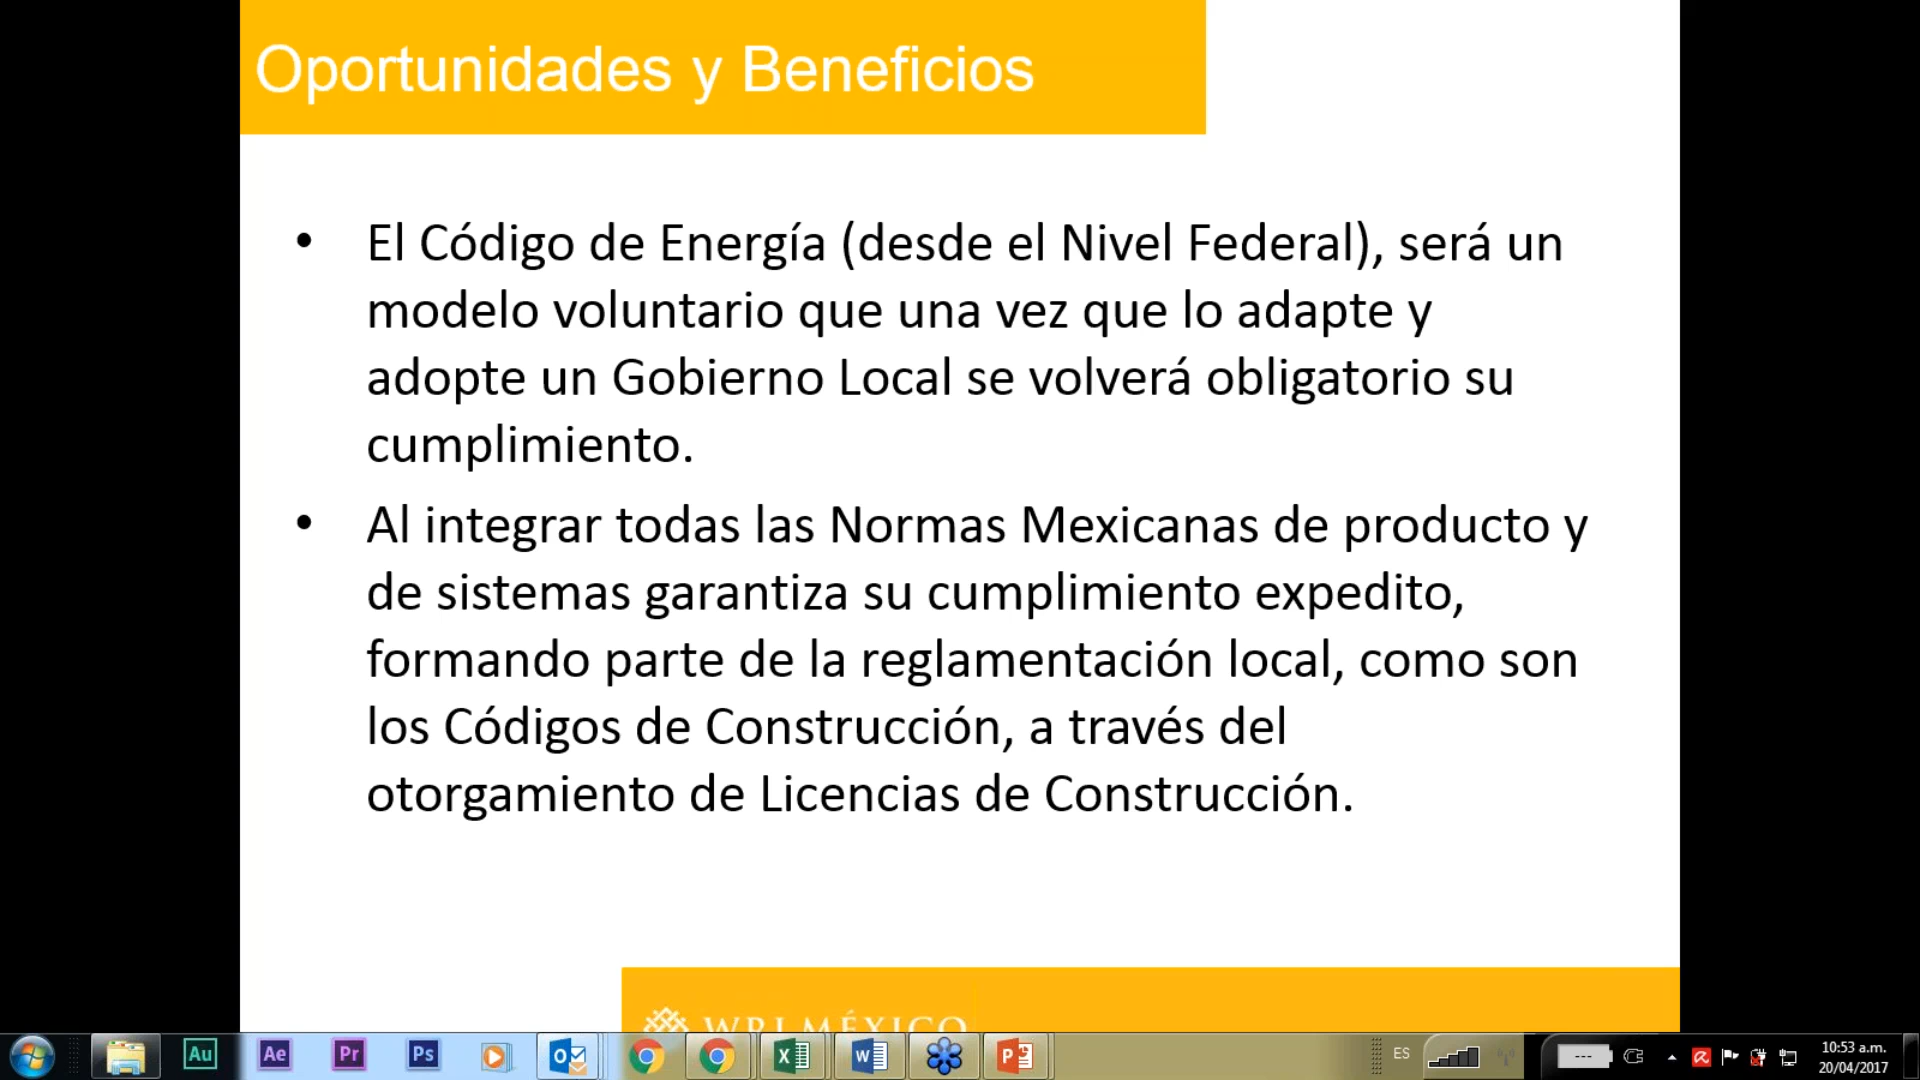 Oportunidades y Beneficios
• El Código de Energía (desde el Nivel Federal), será un
modelo voluntario que una vez que lo adapte y
adopte un Gobierno Local se volverá obligatorio su
cumplimiento.
• Al integrar todas las Normas Mexicanas de producto y
de sistemas garantiza su cumplimiento expedito,
formando parte de la reglamentación local, como son
los Códigos de Construcción, a través del
otorgamiento de Licencias de Construcción.
WRI MÉXICO
Au Ae Pr Ps ES --- 10:53 a.m.
20/04/2017